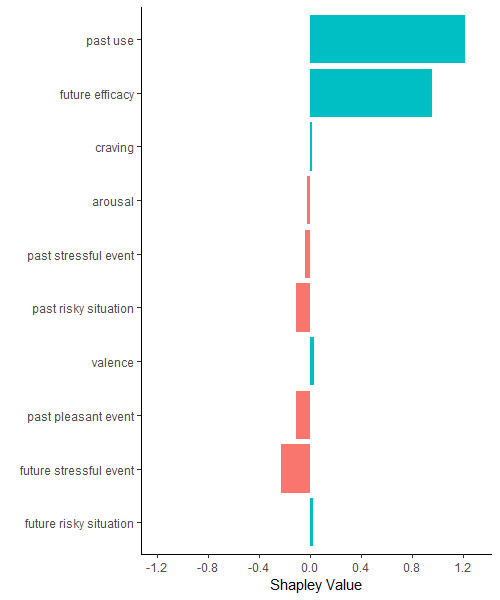 past use
future efficacy
craving
arousal
past stressful event
past risky situation
valence
past pleasant event
future stressful event
future risky situation
-1.2 -0.8 -0.4 0.0 0.4 0.8 1.2
Shapley Value